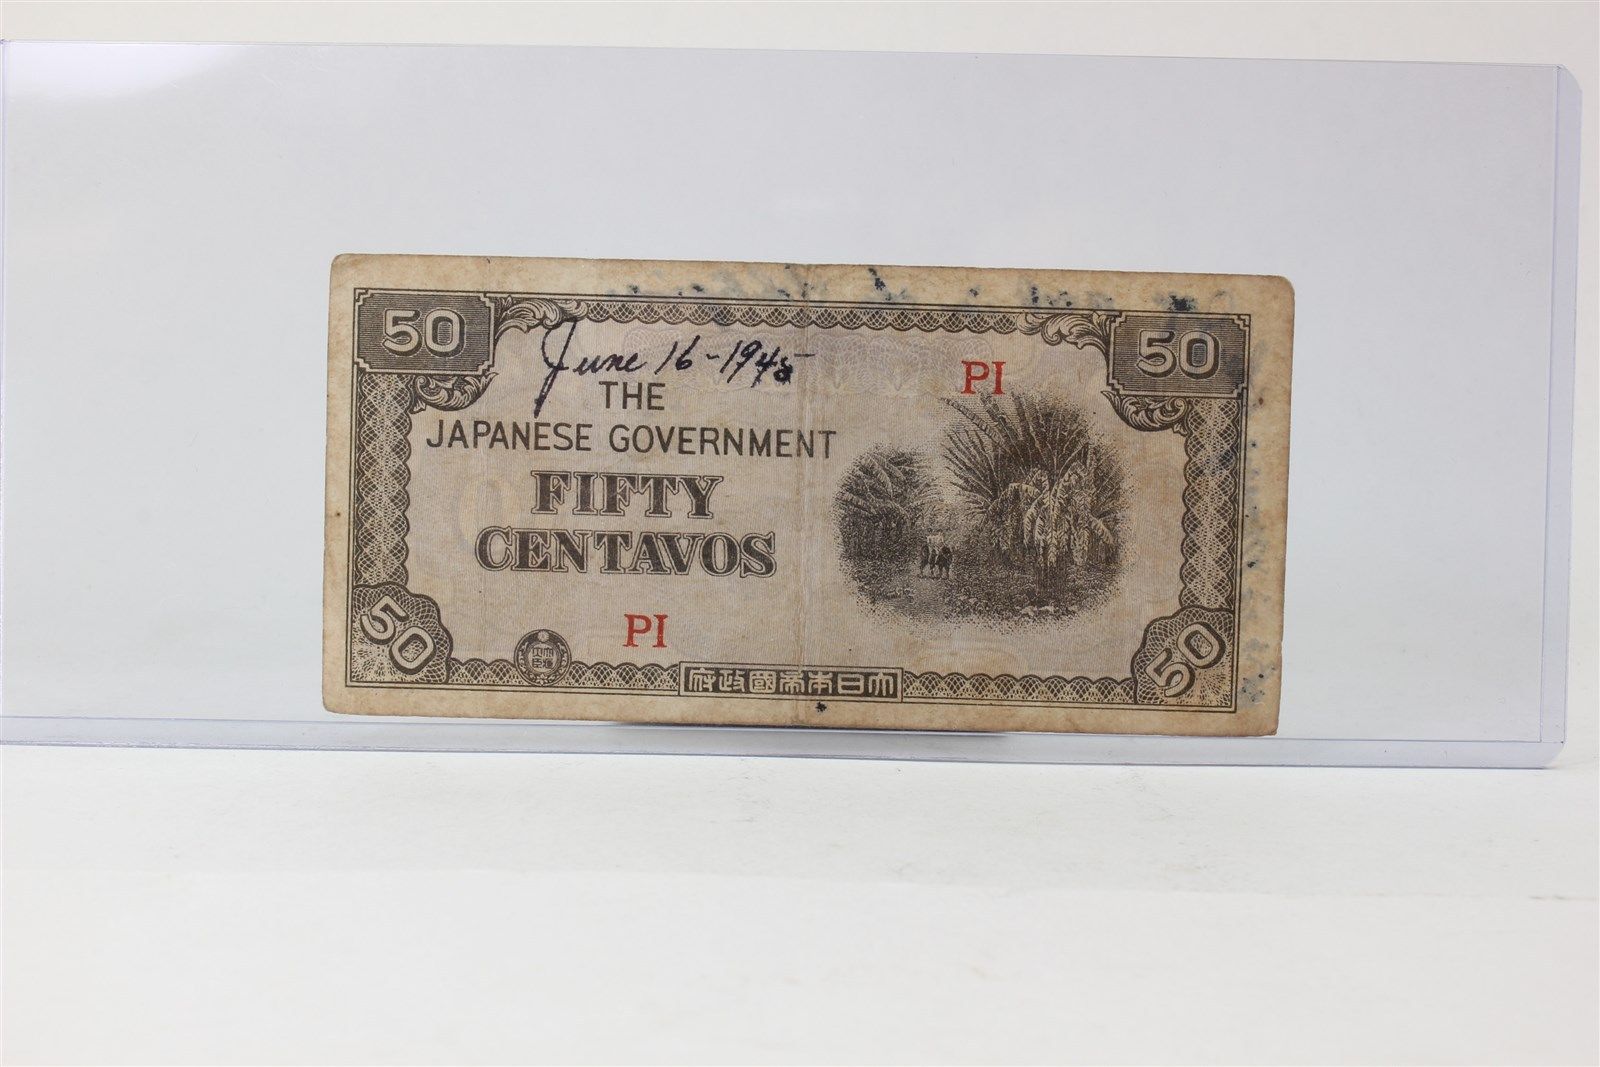 50
50
June 16-1945
PI
THE
JAPANESE GOVERNMENT
FIFTY
CENTAVOS
PI
50
50
府政國帝本日大